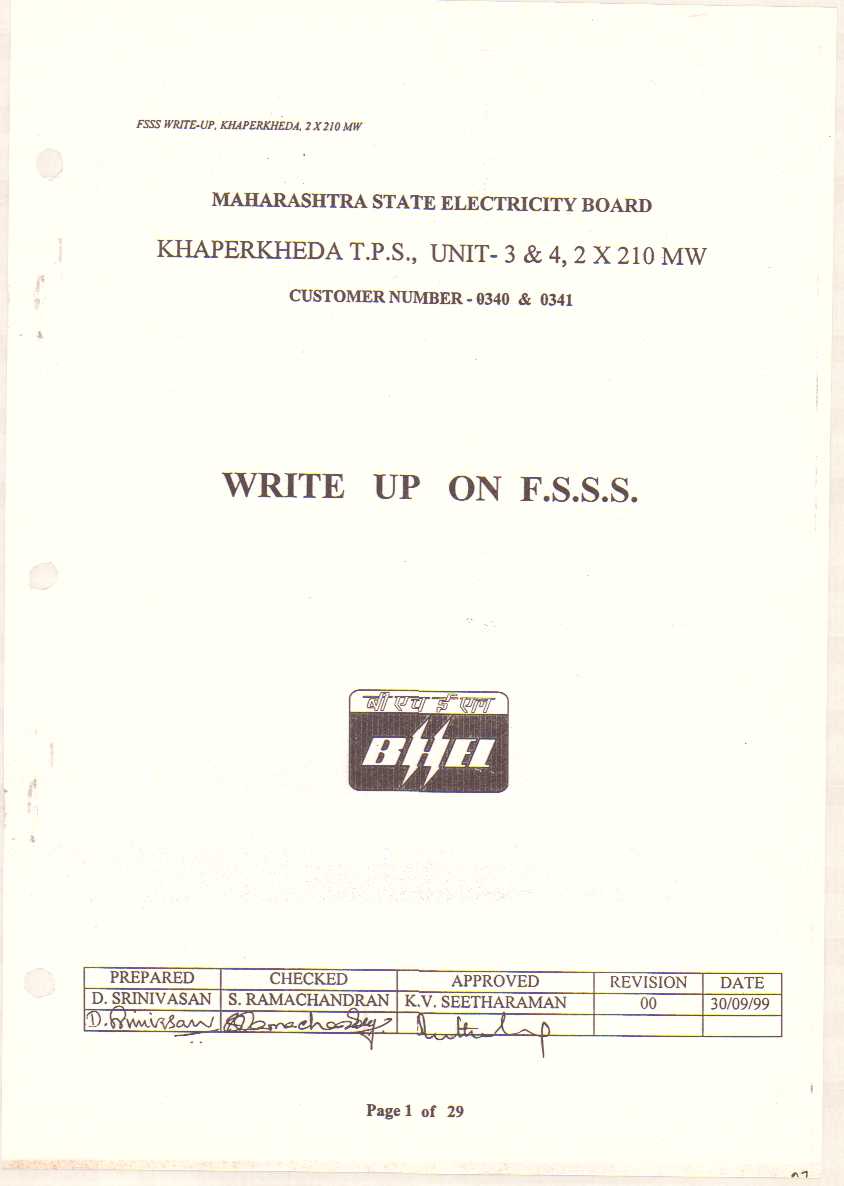 FSSS WRITE-UP, KHAPERKHEDA, 2 X 210 MW
MAHARASHTRA STATE ELECTRICITY BOARD
KHAPERKHEDA T.P.S., UNIT- 3 & 4, 2 X 210 MW
CUSTOMER NUMBER - 0340 & 0341
WRITE UP ON F.S.S.S.
बी एच ई एल
BHEL
PREPARED CHECKED APPROVED REVISION DATE
D. SRINIVASAN S. RAMACHANDRAN K.V. SEETHARAMAN 00 30/09/99
D. Srinivasan
Page 1 of 29